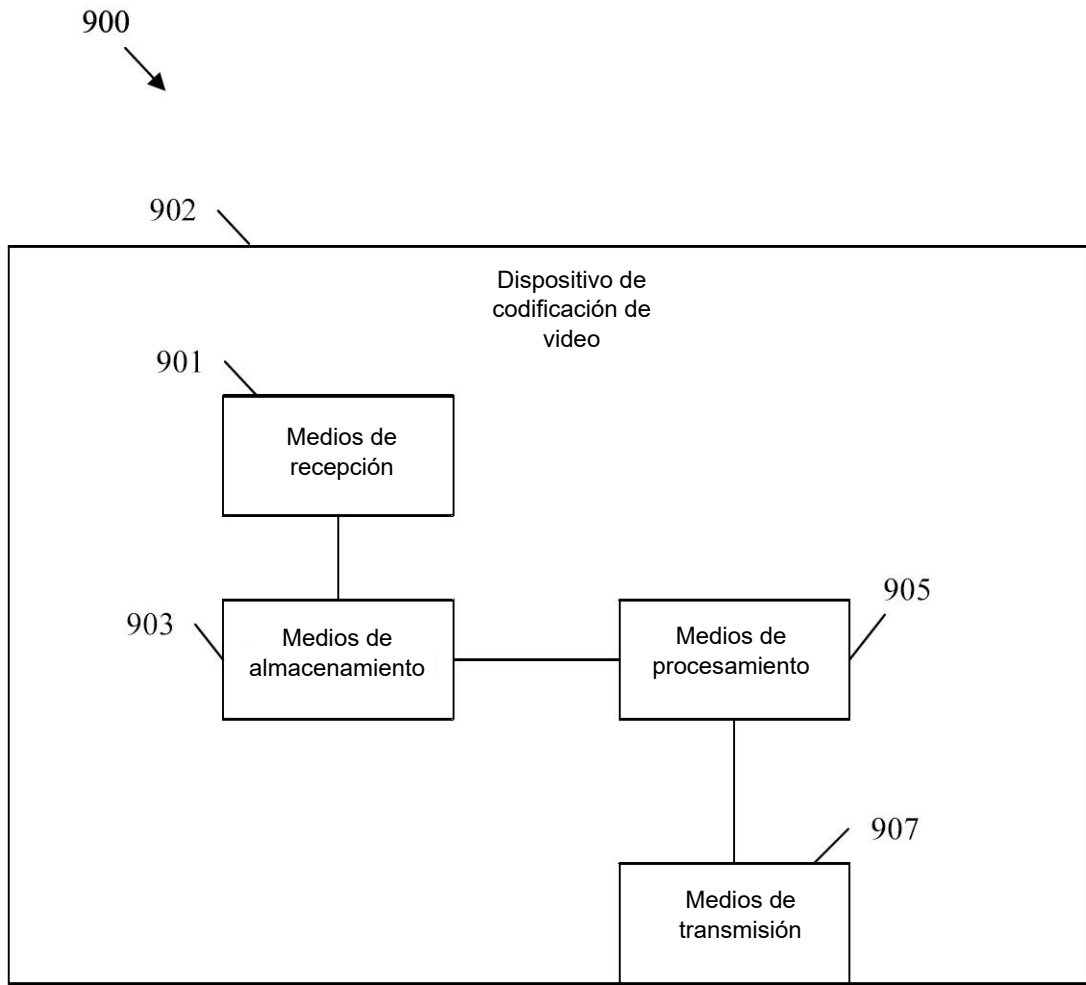 900
902
Dispositivo de
codificación de
video
901
Medios de
recepción
903
Medios de
almacenamiento
905
Medios de
procesamiento
907
Medios de
transmisión